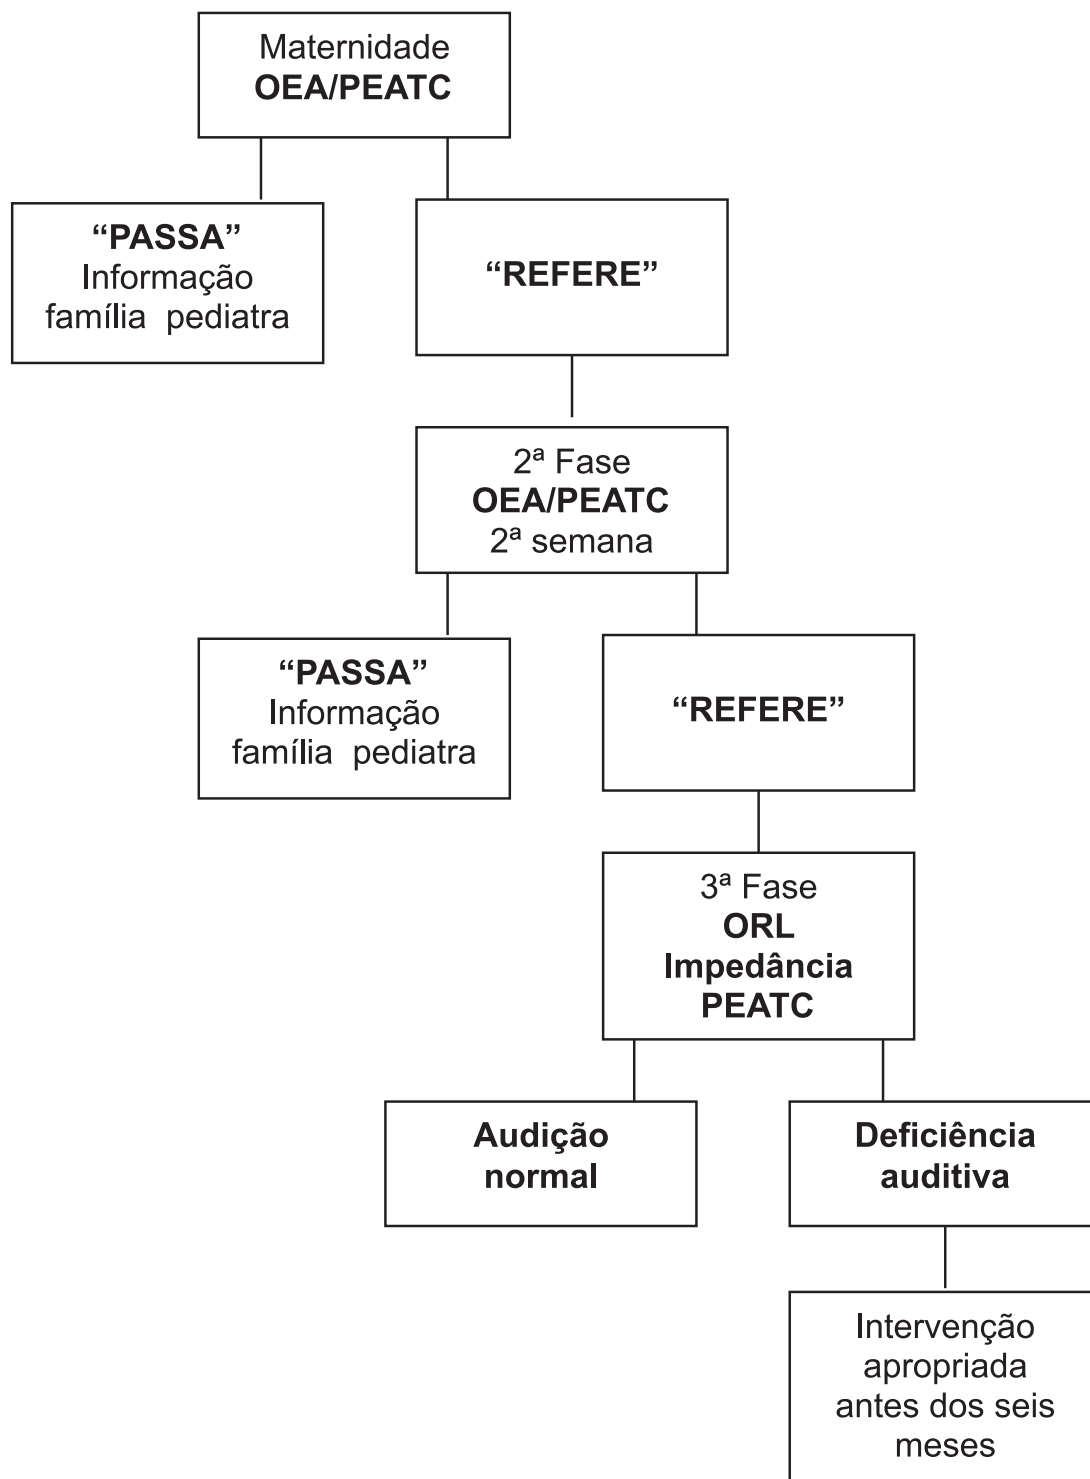 Maternidade
OEA/PEATC
“PASSA”
Informação
família pediatra
“REFERE”
2ª Fase
OEA/PEATC
2ª semana
“PASSA”
Informação
família pediatra
“REFERE”
3ª Fase
ORL
Impedância
PEATC
Audição
normal
Deficiência
auditiva
Intervenção
apropriada
antes dos seis
meses